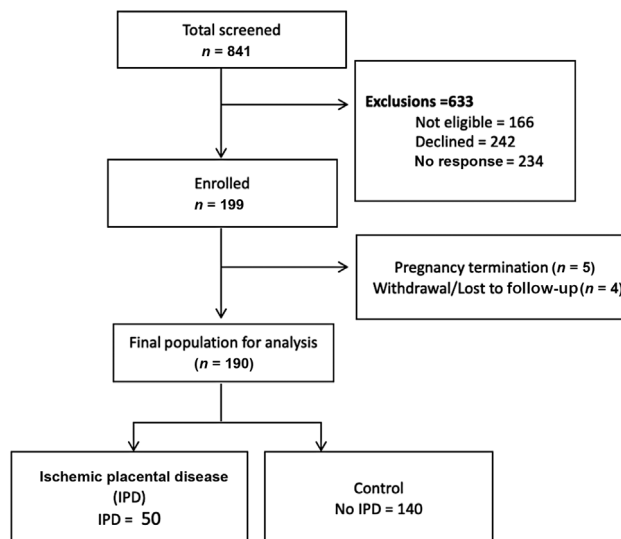 Total screened
n = 841
Exclusions =633
Not eligible = 166
Declined = 242
No response = 234
Enrolled
n = 199
Pregnancy termination (n = 5)
Withdrawal/Lost to follow-up (n = 4)
Final population for analysis
(n = 190)
Ischemic placental disease
(IPD)
IPD = 50
Control
No IPD = 140